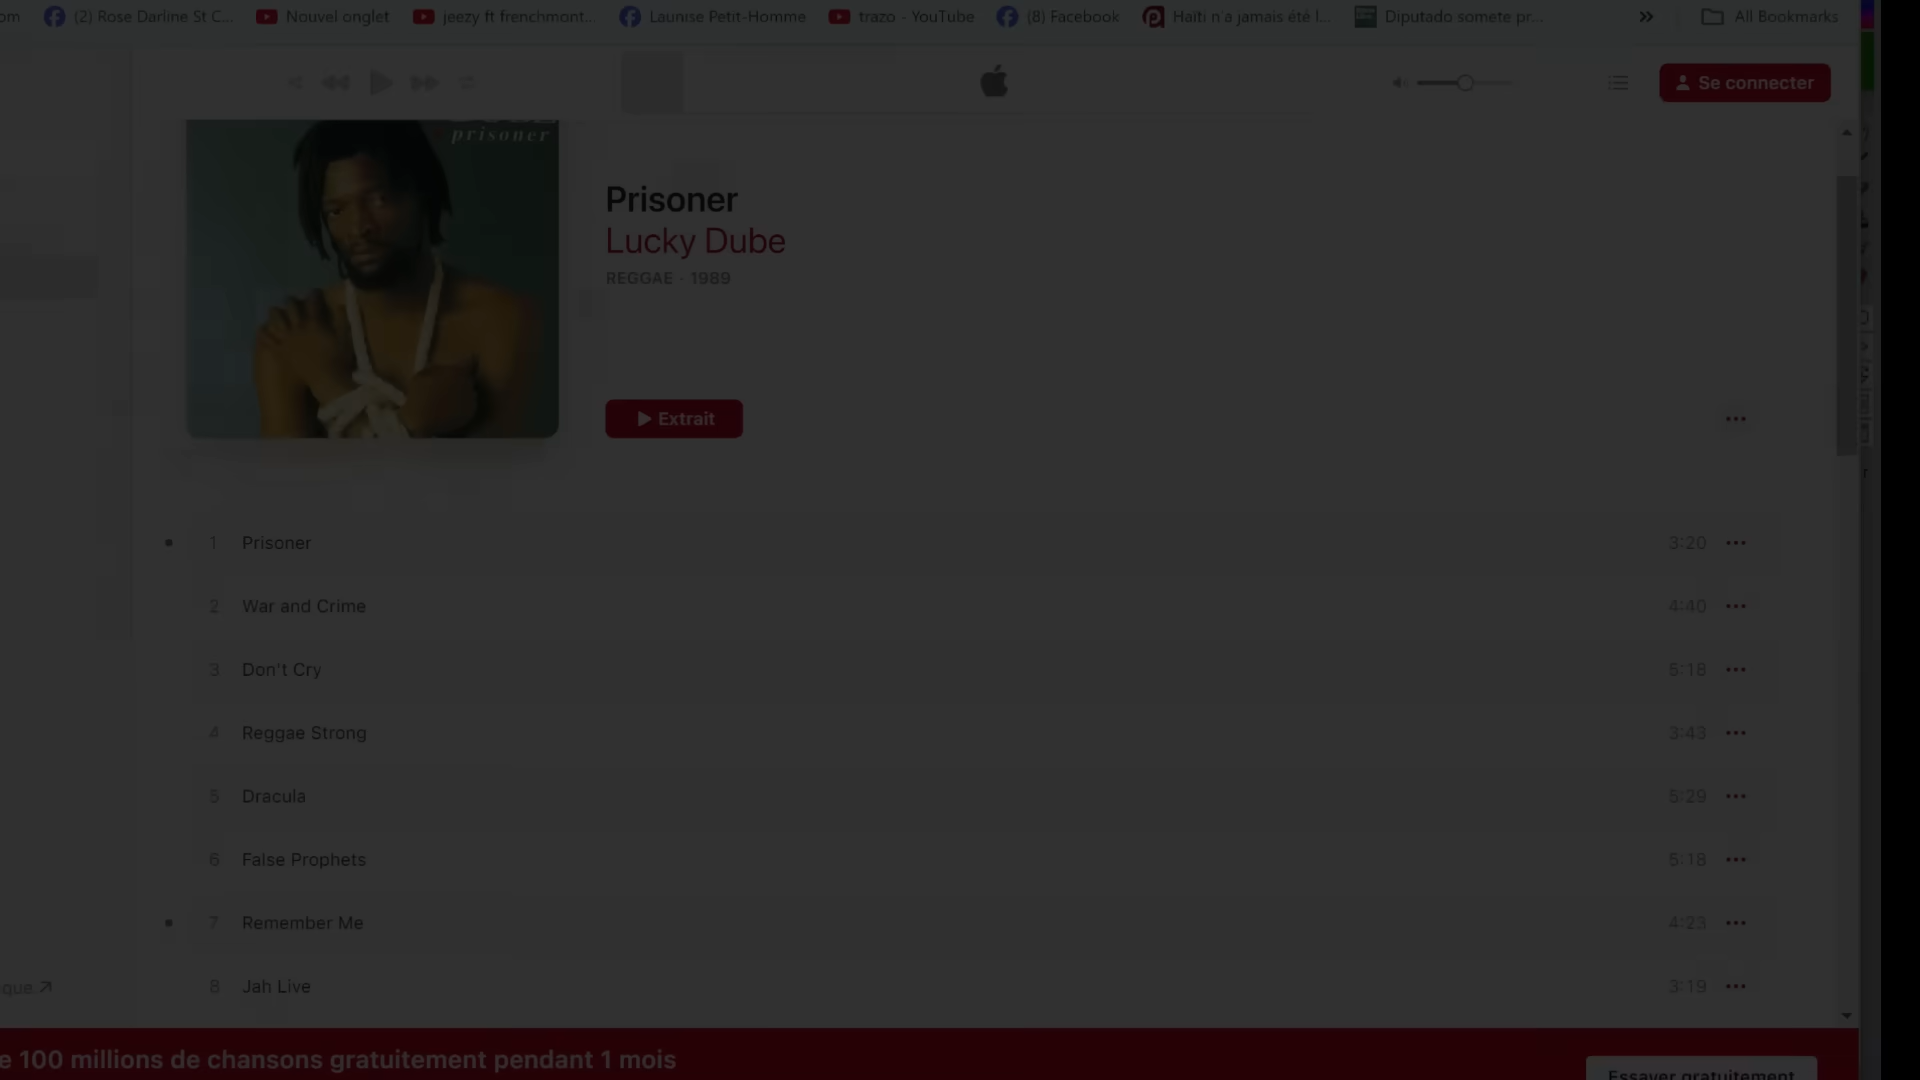 om (2) Rose Darline St C... Nouvel onglet jeezy ft frenchmont... Launise Petit-Homme trazo - YouTube (8) Facebook Haïti n'a jamais été l... Diputado somete pr... » All Bookmarks
Se connecter
prisoner
Prisoner
Lucky Dube
REGGAE · 1989
Extrait
1 Prisoner 3:20
2 War and Crime 4:40
3 Don't Cry 5:18
4 Reggae Strong 3:43
5 Dracula 5:29
6 False Prophets 5:18
7 Remember Me 4:23
8 Jah Live 3:19
que
e 100 millions de chansons gratuitement pendant 1 mois
Essayer gratuitement